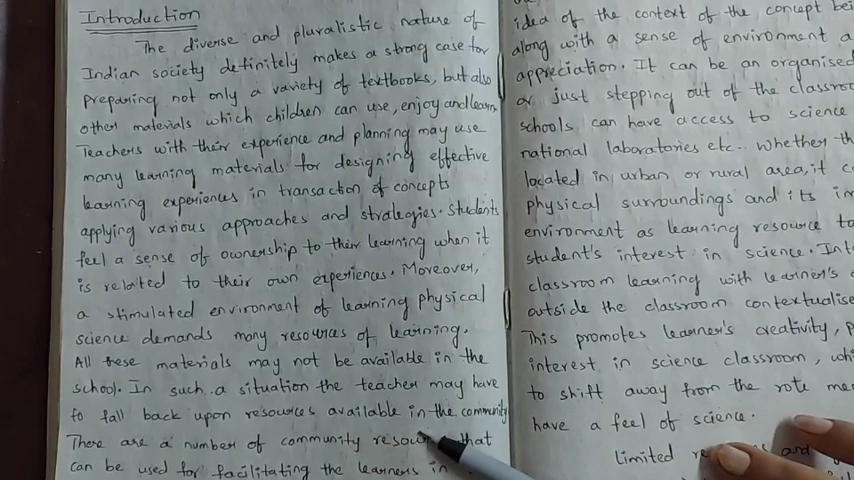 Introduction
The diverse and pluralistic nature of
Indian society definitely makes a strong case for
preparing not only a variety of textbooks, but also
other materials which children can use, enjoy and learn
Teachers with their experience and planning may use
many learning materials for designing effective
learning experiences in transaction of concepts
applying various approaches and strategies. Students
feel a sense of ownership to their learning when it
is related to their own experiences. Moreover,
a stimulated environment of learning physical
science demands many resources of learning.
All these materials may not be available in the
school. In such a situation the teacher may have
to fall back upon resources available in the community
There are a number of community that
can be used for facilitating the learners in
idea of the context of the concept
along with a sense of environment
appreciation. It can be an organised
or just stepping out of the
schools can have access to science
national laboratories etc.. Whether
located in urban or rural area, it
physical surroundings and its
environment as learning resource to
student's interest in science.
classroom learning with learner's
outside the classroom
This promotes learner's creativity,
interest in science classroom,
to shift away from the rote
have a feel of science.
Limited